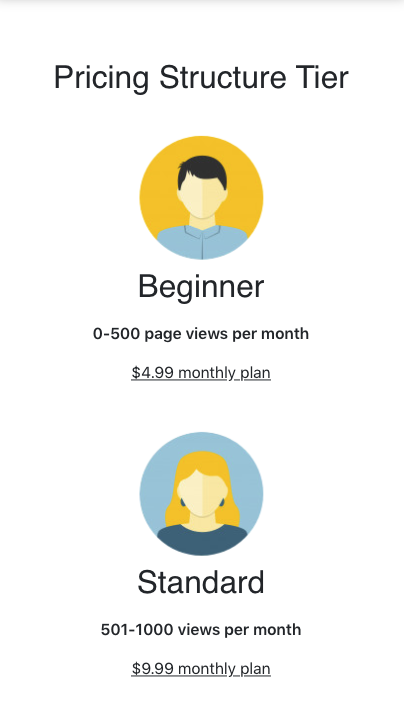 Pricing Structure Tier
Beginner
0-500 page views per month
$4.99 monthly plan
Standard
501-1000 views per month
$9.99 monthly plan